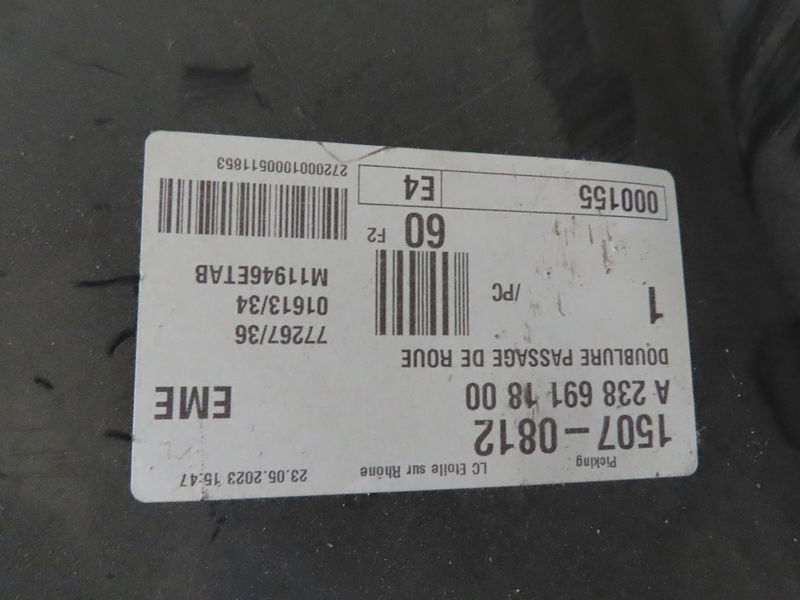 Picking LC Etoile sur Rhône 23.05.2023 15:47
1507-0812
A 238 691 18 00 EME
DOUBLURE PASSAGE DE ROUE
77267/36
01613/34
M11946ETAB
1 /PC
60 F2
000155 E4
2720001000511853